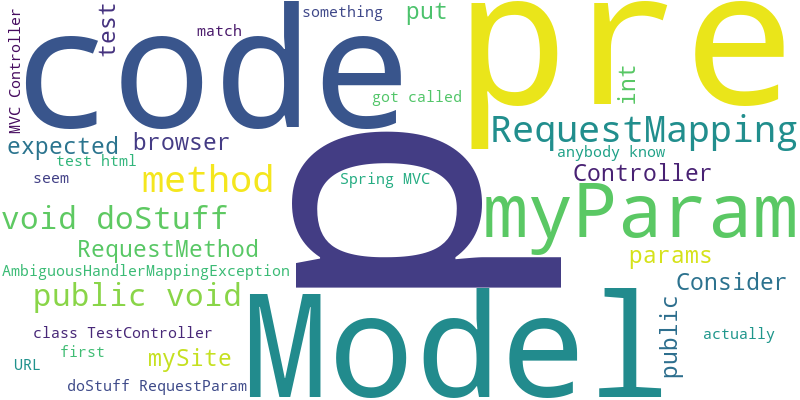 code
pre
p
Model
myParam
RequestMapping
method
void doStuff
public void
RequestMethod
expected
browser
test
MVC Controller
match
something
put
got called
int
anybody know
Controller
params
Consider
public
actually
Spring MVC
test html
seem
AmbiguousHandlerMappingException
class TestController
first
mySite
URL
doStuff RequestParam